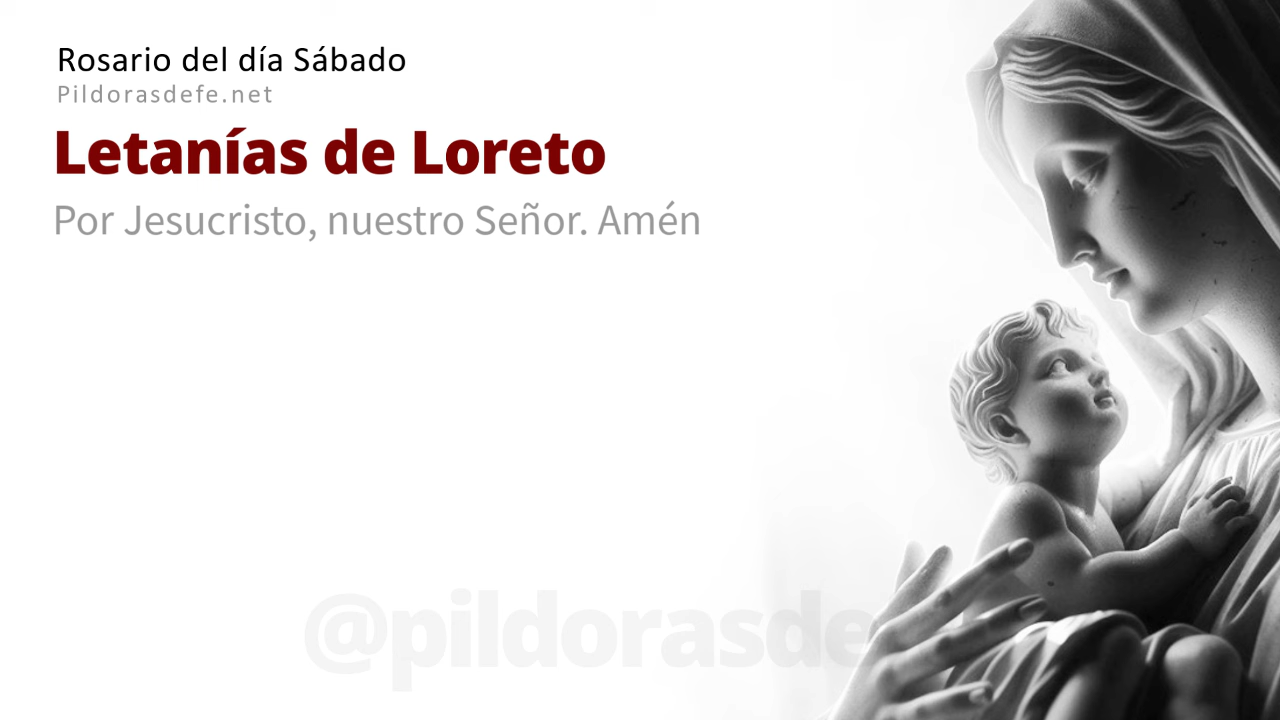 Rosario del día Sábado
Pildorasdefe.net
Letanías de Loreto
Por Jesucristo, nuestro Señor. Amén
@pildorasde